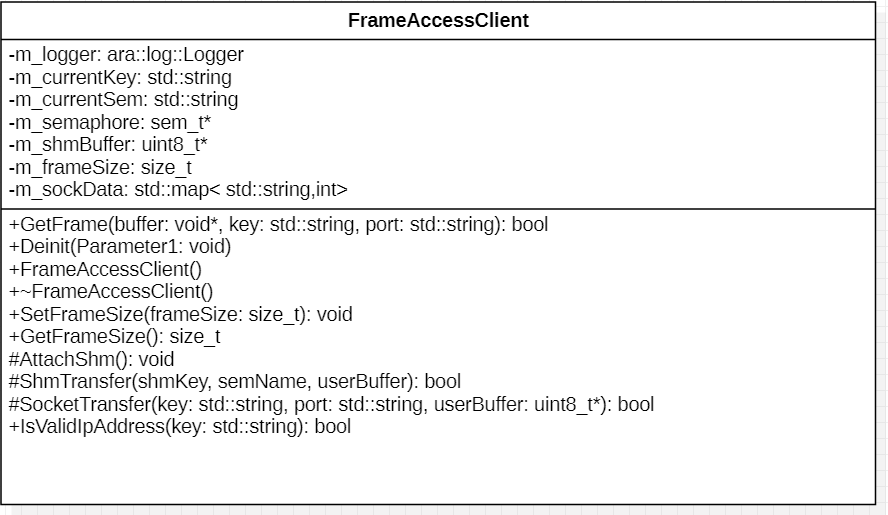 FrameAccessClient
-m_logger: ara::log::Logger
-m_currentKey: std::string
-m_currentSem: std::string
-m_semaphore: sem_t*
-m_shmBuffer: uint8_t*
-m_frameSize: size_t
-m_sockData: std::map< std::string,int>
+GetFrame(buffer: void*, key: std::string, port: std::string): bool
+Deinit(Parameter1: void)
+FrameAccessClient()
+~FrameAccessClient()
+SetFrameSize(frameSize: size_t): void
+GetFrameSize(): size_t
#AttachShm(): void
#ShmTransfer(shmKey, semName, userBuffer): bool
#SocketTransfer(key: std::string, port: std::string, userBuffer: uint8_t*): bool
+IsValidIpAddress(key: std::string): bool